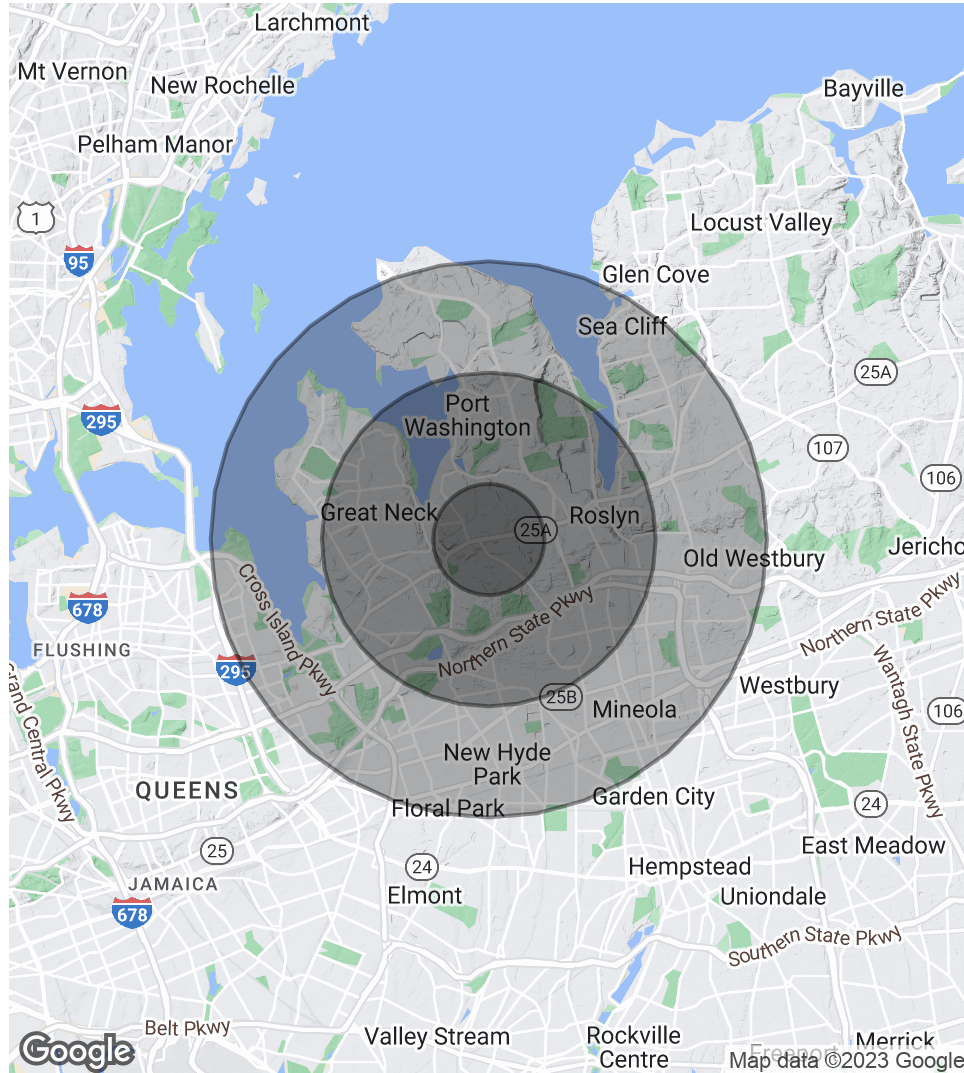 Larchmont
Mt Vernon
New Rochelle
Bayville
Pelham Manor
1
Locust Valley
95
Glen Cove
Sea Cliff
25A
295
Port
Washington
107
106
Great Neck
25A
Roslyn
Old Westbury
Jericho
Cross Island Pkwy
678
Northern State Pkwy
Northern State Pkwy
FLUSHING
295
Grand Central Pkwy
Wantagh State Pkwy
Westbury
25B
Mineola
106
New Hyde
Park
QUEENS
Garden City
Floral Park
24
25
East Meadow
24
Hempstead
JAMAICA
Elmont
Uniondale
678
Southern State Pkwy
Belt Pkwy
Valley Stream
Rockville
Centre
Merrick
Freeport
Google
Map data ©2023 Google